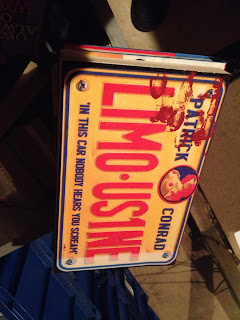 PATRICK CONRAD
LIMO·USINE
'IN THIS CAR NOBODY HEARS YOU SCREAM'